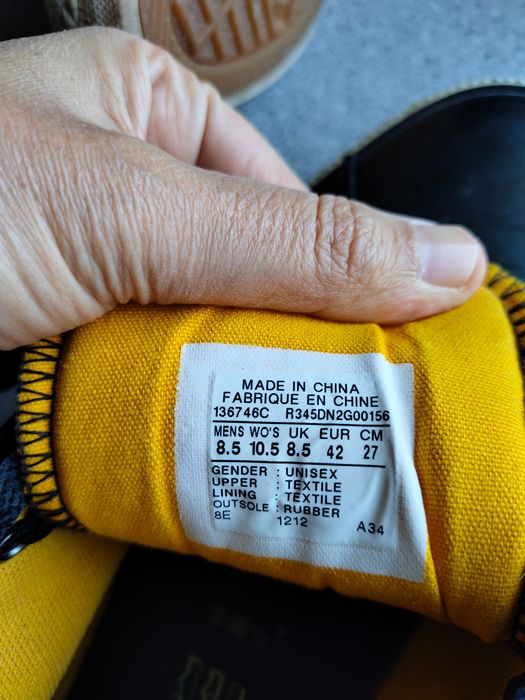 MADE IN CHINA
FABRIQUE EN CHINE
136746C R345DN2G00156
MENS WO'S UK EUR CM
8.5 10.5 8.5 42 27
GENDER : UNISEX
UPPER : TEXTILE
LINING : TEXTILE
OUTSOLE : RUBBER
8E 1212 A34